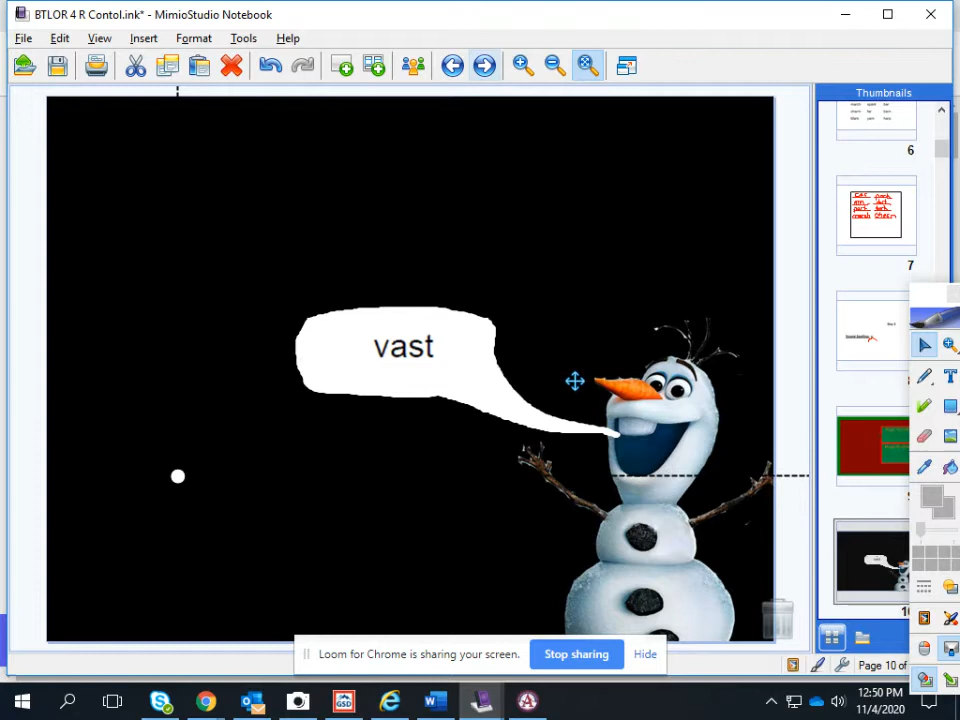 BTLOR 4 R Contol.ink* - MimioStudio Notebook
File Edit View Insert Format Tools Help
Thumbnails
6
7
vast
Loom for Chrome is sharing your screen. Stop sharing Hide
Page 10 of
12:50 PM
11/4/2020